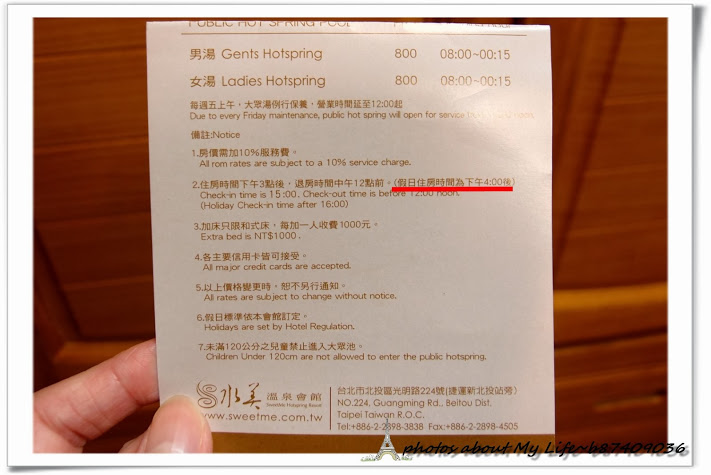 PUBLIC HOT SPRING POOL
男湯 Gents Hotspring 800 08:00~00:15
女湯 Ladies Hotspring 800 08:00~00:15
每週五上午，大眾湯例行保養，營業時間延至12:00起
Due to every Friday maintenance, public hot spring will open for service
備註:Notice
1.房價需加10%服務費。
All rom rates are subject to a 10% service charge.
2.住房時間下午3點後，退房時間中午12點前。(假日住房時間為下午4:00後)
Check-in time is 15:00, Check-out time is before 12:00 noon.
(Holiday Check-in time after 16:00)
3.加床只限和式床，每加一人收費1000元。
Extra bed is NT$1000 .
4.各主要信用卡皆可接受。
All major credit cards are accepted.
5.以上價格變更時，恕不另行通知。
All rates are subject to change without notice.
6.假日標準依本會館訂定。
Holidays are set by Hotel Regulation.
7.未滿120公分之兒童禁止進入大眾池。
Children Under 120cm are not allowed to enter the public hotspring.
水美 溫泉會館
Sweetme Hotspring Resort
www.sweetme.com.tw
台北市北投區光明路224號(捷運新北投站旁)
NO.224, Guangming Rd., Beitou Dist.
Taipei Taiwan R.O.C.
Tel:+886-2-2898-3838 Fax:+886-2-2898-4505
photos about My Life~b87409036